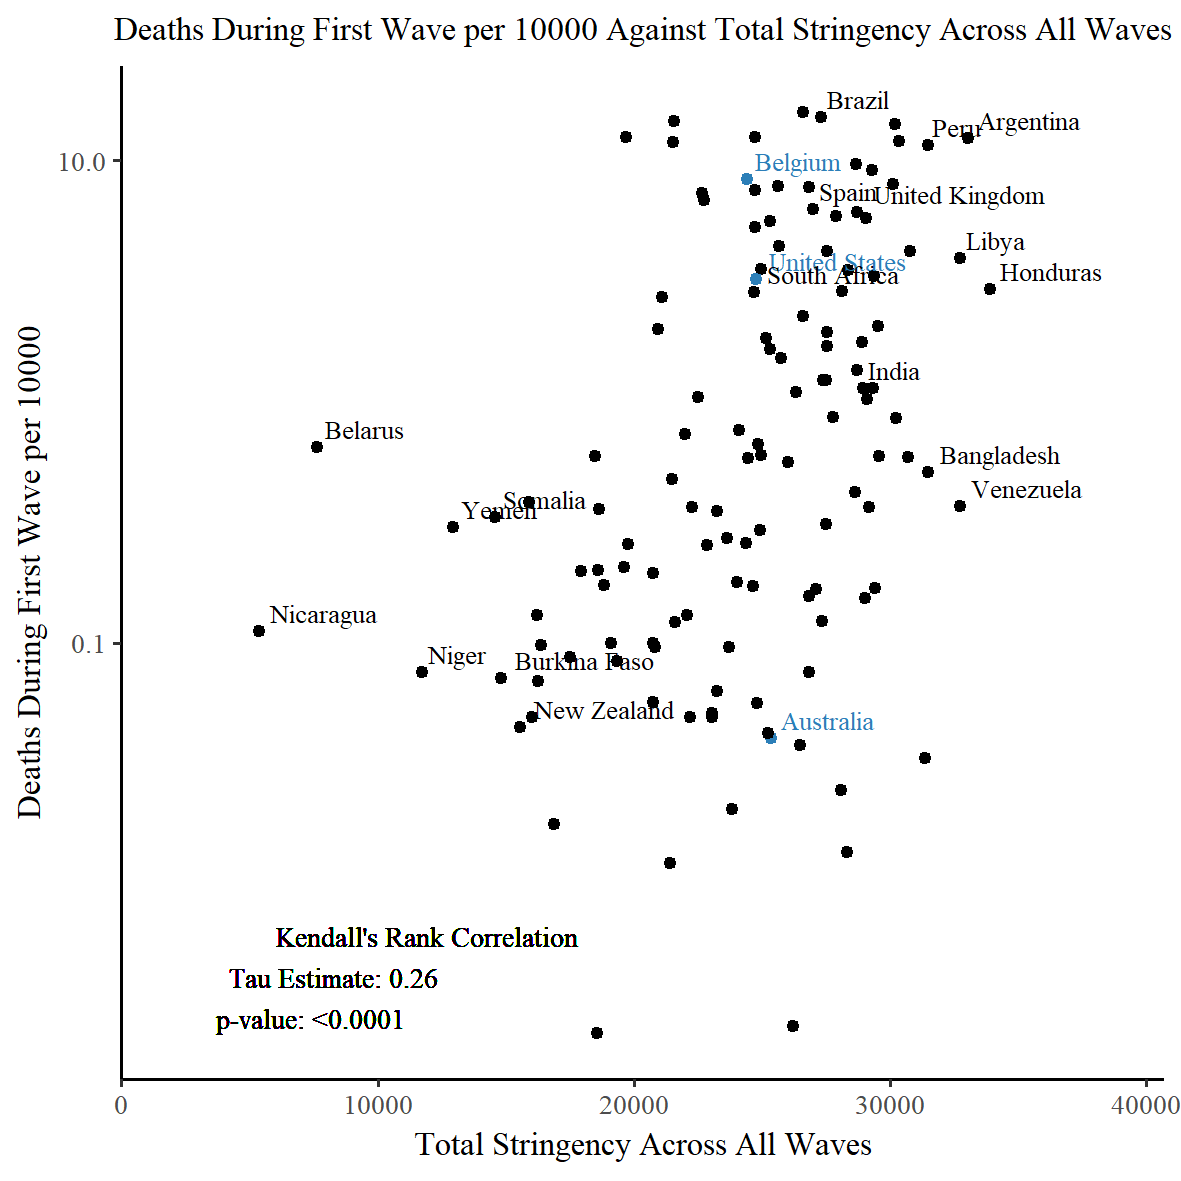 Deaths During First Wave per 10000 Against Total Stringency Across All Waves
Deaths During First Wave per 10000
10.0
0.1
Brazil
Peru
Argentina
Belgium
Spain
United Kingdom
Libya
United States
South Africa
Honduras
India
Belarus
Bangladesh
Venezuela
Somalia
Yemen
Nicaragua
Niger
Burkina Faso
New Zealand
Australia
Kendall's Rank Correlation
Tau Estimate: 0.26
p-value: <0.0001
0
10000
20000
30000
40000
Total Stringency Across All Waves